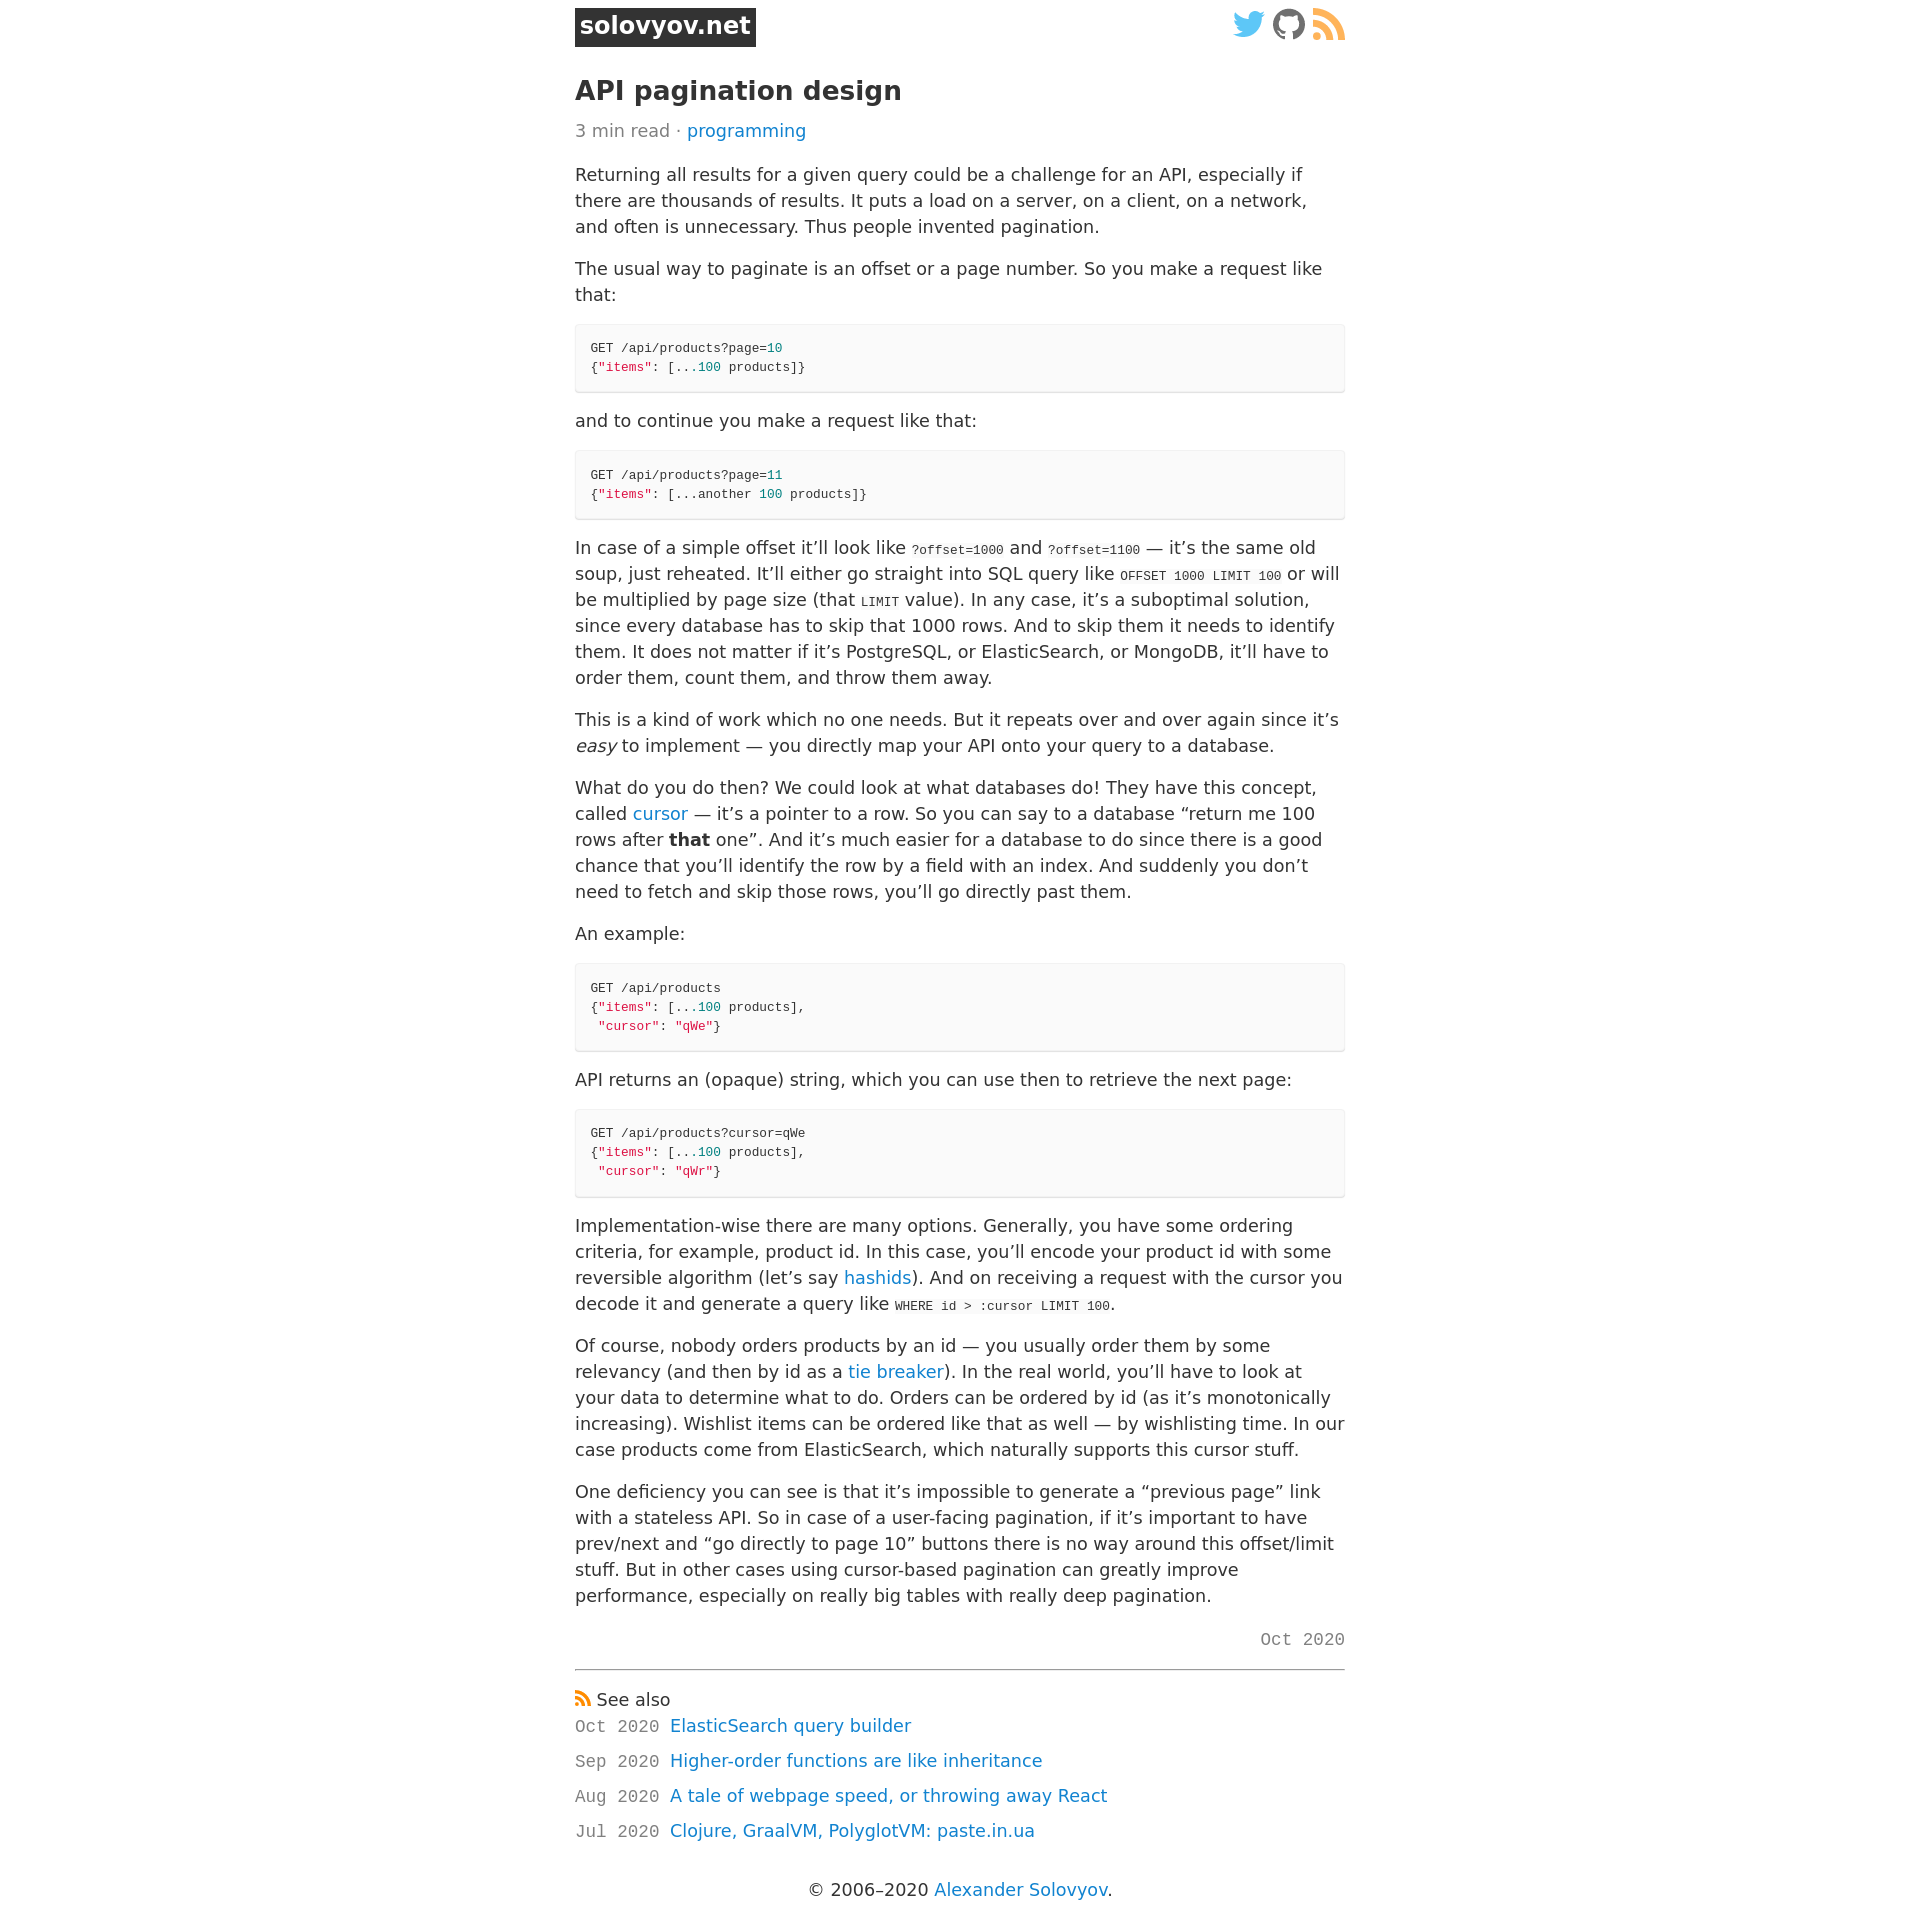 solovyov.net
API pagination design
3 min read · programming
Returning all results for a given query could be a challenge for an API, especially if
there are thousands of results. It puts a load on a server, on a client, on a network,
and often is unnecessary. Thus people invented pagination.
The usual way to paginate is an offset or a page number. So you make a request like
that:
GET /api/products?page=10
{"items": [...100 products]}
and to continue you make a request like that:
GET /api/products?page=11
{"items": [...another 100 products]}
In case of a simple offset it’ll look like ?offset=1000 and ?offset=1100 — it’s the same old
soup, just reheated. It’ll either go straight into SQL query like OFFSET 1000 LIMIT 100 or will
be multiplied by page size (that LIMIT value). In any case, it’s a suboptimal solution,
since every database has to skip that 1000 rows. And to skip them it needs to identify
them. It does not matter if it’s PostgreSQL, or ElasticSearch, or MongoDB, it’ll have to
order them, count them, and throw them away.
This is a kind of work which no one needs. But it repeats over and over again since it’s
easy to implement — you directly map your API onto your query to a database.
What do you do then? We could look at what databases do! They have this concept,
called cursor — it’s a pointer to a row. So you can say to a database “return me 100
rows after that one”. And it’s much easier for a database to do since there is a good
chance that you’ll identify the row by a field with an index. And suddenly you don’t
need to fetch and skip those rows, you’ll go directly past them.
An example:
GET /api/products
{"items": [...100 products],
"cursor": "qWe"}
API returns an (opaque) string, which you can use then to retrieve the next page:
GET /api/products?cursor=qWe
{"items": [...100 products],
"cursor": "qWr"}
Implementation-wise there are many options. Generally, you have some ordering
criteria, for example, product id. In this case, you’ll encode your product id with some
reversible algorithm (let’s say hashids). And on receiving a request with the cursor you
decode it and generate a query like WHERE id > :cursor LIMIT 100.
Of course, nobody orders products by an id — you usually order them by some
relevancy (and then by id as a tie breaker). In the real world, you’ll have to look at
your data to determine what to do. Orders can be ordered by id (as it’s monotonically
increasing). Wishlist items can be ordered like that as well — by wishlisting time. In our
case products come from ElasticSearch, which naturally supports this cursor stuff.
One deficiency you can see is that it’s impossible to generate a “previous page” link
with a stateless API. So in case of a user-facing pagination, if it’s important to have
prev/next and “go directly to page 10” buttons there is no way around this offset/limit
stuff. But in other cases using cursor-based pagination can greatly improve
performance, especially on really big tables with really deep pagination.
Oct 2020
See also
Oct 2020 ElasticSearch query builder
Sep 2020 Higher-order functions are like inheritance
Aug 2020 A tale of webpage speed, or throwing away React
Jul 2020 Clojure, GraalVM, PolyglotVM: paste.in.ua
© 2006–2020 Alexander Solovyov.